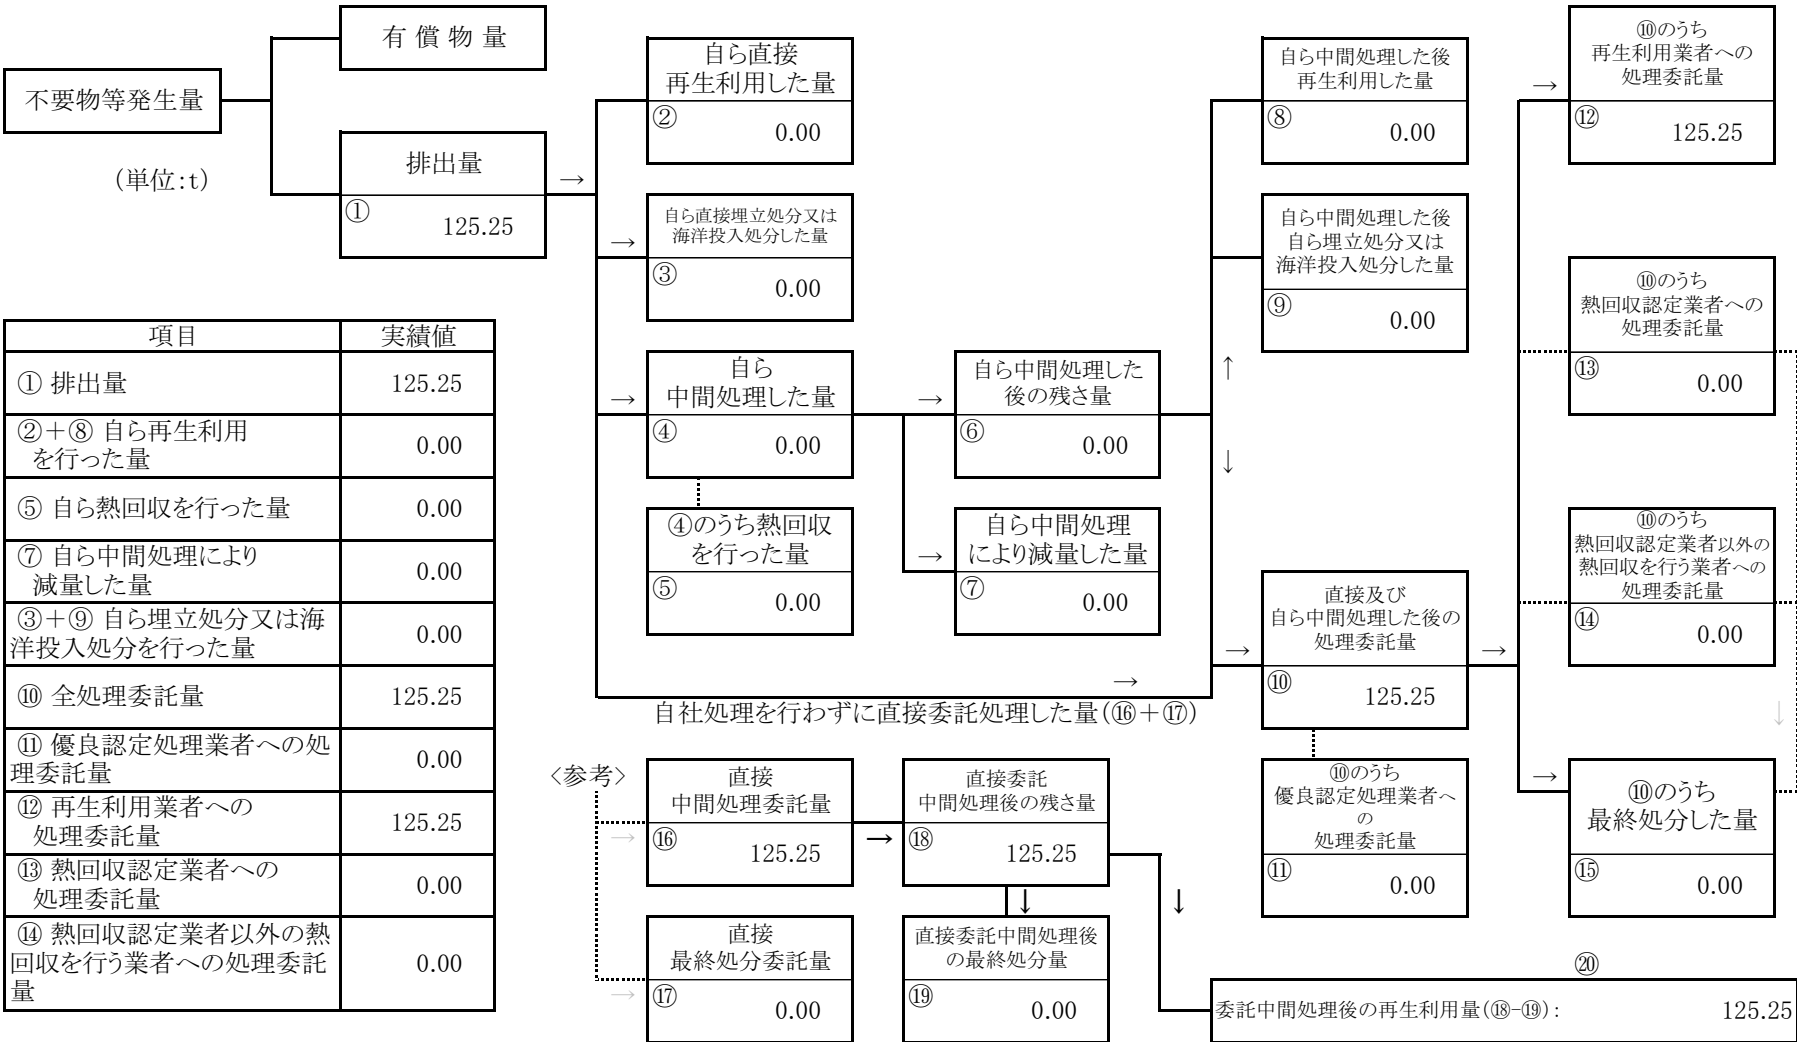 有 償 物 量
不要物等発生量
(単位:t)
排出量
①
125.25
→
自ら直接
再生利用した量
②
0.00
→
自ら直接埋立処分又は
海洋投入処分した量
③
0.00
→
自ら
中間処理した量
④
0.00
④のうち熱回収
を行った量
⑤
0.00
→
自ら中間処理した
後の残さ量
⑥
0.00
→
自ら中間処理
により減量した量
⑦
0.00
自ら中間処理した後
再生利用した量
⑧
0.00
自ら中間処理した後
自ら埋立処分又は
海洋投入処分した量
⑨
0.00
↑
↓
→
直接及び
自ら中間処理した後の
処理委託量
⑩
125.25
→
⑩のうち
優良認定処理業者へ
の
処理委託量
⑪
0.00
→
⑩のうち
再生利用業者への
処理委託量
⑫
125.25
⑩のうち
熱回収認定業者への
処理委託量
⑬
0.00
⑩のうち
熱回収認定業者以外の
熱回収を行う業者への
処理委託量
⑭
0.00
↓
→
⑩のうち
最終処分した量
⑮
0.00
→
自社処理を行わずに直接委託処理した量(⑯+⑰)
<参考>
→
直接
中間処理委託量
⑯
125.25
→
直接委託
中間処理後の残さ量
⑱
125.25
↓
↓
→
直接
最終処分委託量
⑰
0.00
直接委託中間処理後
の最終処分量
⑲
0.00
⑳
委託中間処理後の再生利用量(⑱-⑲): 125.25
項目 実績値
① 排出量 125.25
②+⑧ 自ら再生利用
を行った量 0.00
⑤ 自ら熱回収を行った量 0.00
⑦ 自ら中間処理により
減量した量 0.00
③+⑨ 自ら埋立処分又は海
洋投入処分を行った量 0.00
⑩ 全処理委託量 125.25
⑪ 優良認定処理業者への処
理委託量 0.00
⑫ 再生利用業者への
処理委託量 125.25
⑬ 熱回収認定業者への
処理委託量 0.00
⑭ 熱回収認定業者以外の熱
回収を行う業者への処理委託
量 0.00